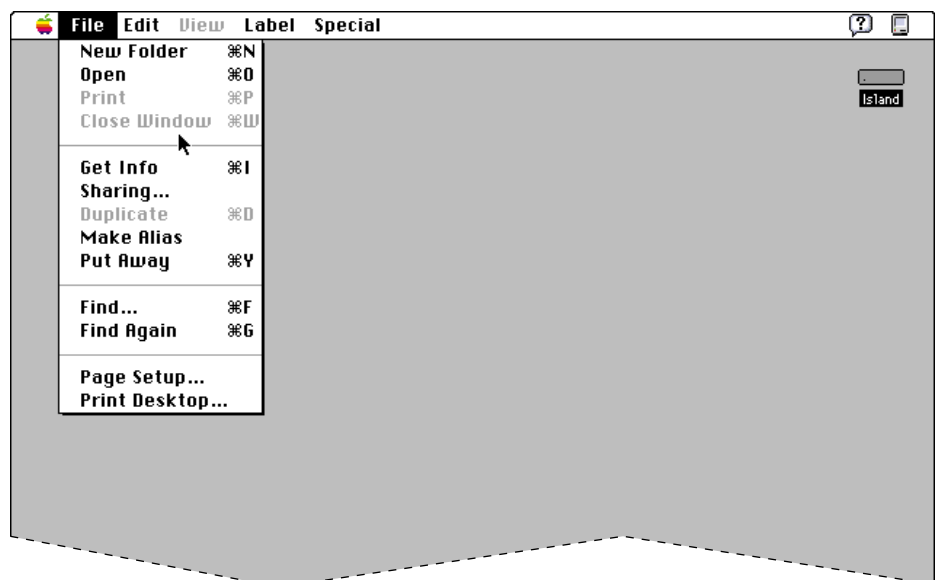 File Edit View Label Special
New Folder ⌘N
Open ⌘O
Print ⌘P
Close Window ⌘W
Get Info ⌘I
Sharing...
Duplicate ⌘D
Make Alias
Put Away ⌘Y
Find... ⌘F
Find Again ⌘G
Page Setup...
Print Desktop...
Island